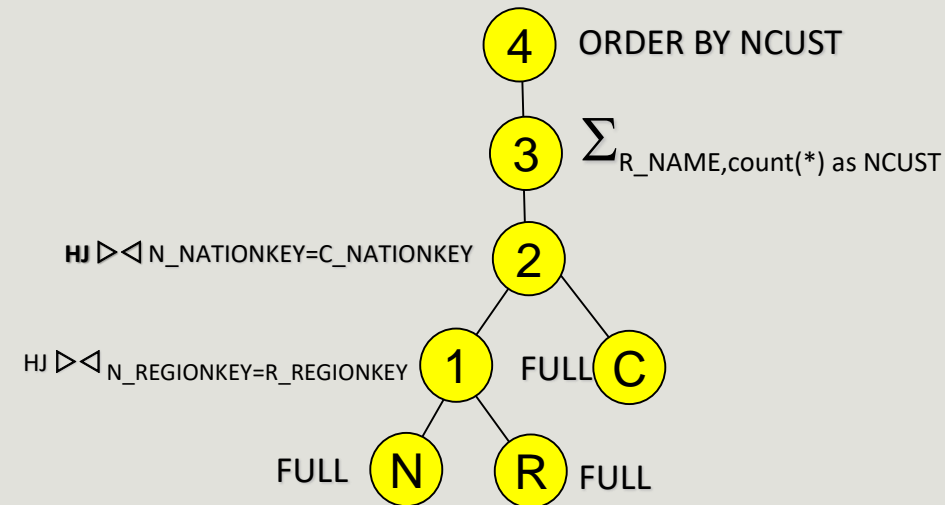 4 ORDER BY NCUST
3 ∑ R_NAME,count(*) as NCUST
HJ ▷◁ N_NATIONKEY=C_NATIONKEY 2
HJ ▷◁ N_REGIONKEY=R_REGIONKEY 1 FULL C
FULL N R FULL